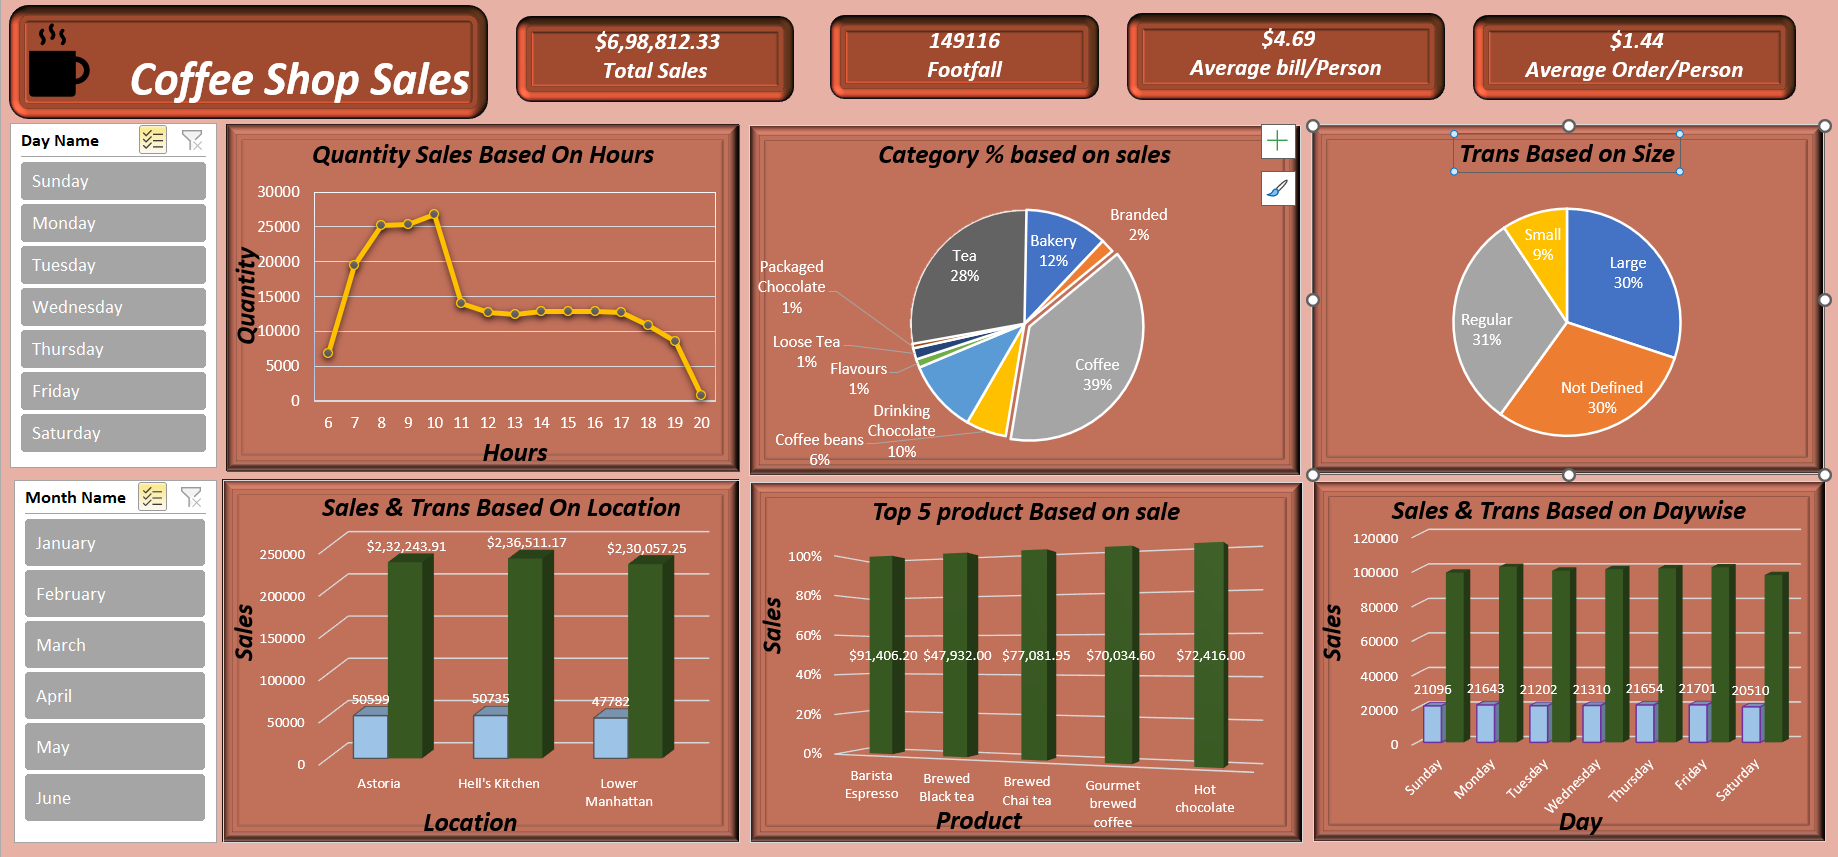 Coffee Shop Sales
$6,98,812.33
Total Sales
149116
Footfall
$4.69
Average bill/Person
$1.44
Average Order/Person
Day Name
Sunday
Monday
Tuesday
Wednesday
Thursday
Friday
Saturday
Quantity Sales Based On Hours
30000
25000
20000
15000
10000
5000
0
Quantity
6 7 8 9 10 11 12 13 14 15 16 17 18 19 20
Hours
Category % based on sales
Branded
2%
Bakery
12%
Tea
28%
Packaged
Chocolate
1%
Loose Tea
1%
Flavours
1%
Coffee
39%
Drinking
Chocolate
10%
Coffee beans
6%
Trans Based on Size
Small
9%
Large
30%
Regular
31%
Not Defined
30%
Month Name
January
February
March
April
May
June
Sales & Trans Based On Location
250000
200000
150000
100000
50000
0
Sales
$2,32,243.91
$2,36,511.17
$2,30,057.25
50599
50735
47782
Astoria
Hell's Kitchen
Lower
Manhattan
Location
Top 5 product Based on sale
100%
80%
60%
40%
20%
0%
Sales
$91,406.20
$47,932.00
$77,081.95
$70,034.60
$72,416.00
Barista
Espresso
Brewed
Black tea
Brewed
Chai tea
Gourmet
brewed
coffee
Hot
chocolate
Product
Sales & Trans Based on Daywise
120000
100000
80000
60000
40000
20000
0
Sales
21096
21643
21202
21310
21654
21701
20510
Sunday
Monday
Tuesday
Wednesday
Thursday
Friday
Saturday
Day